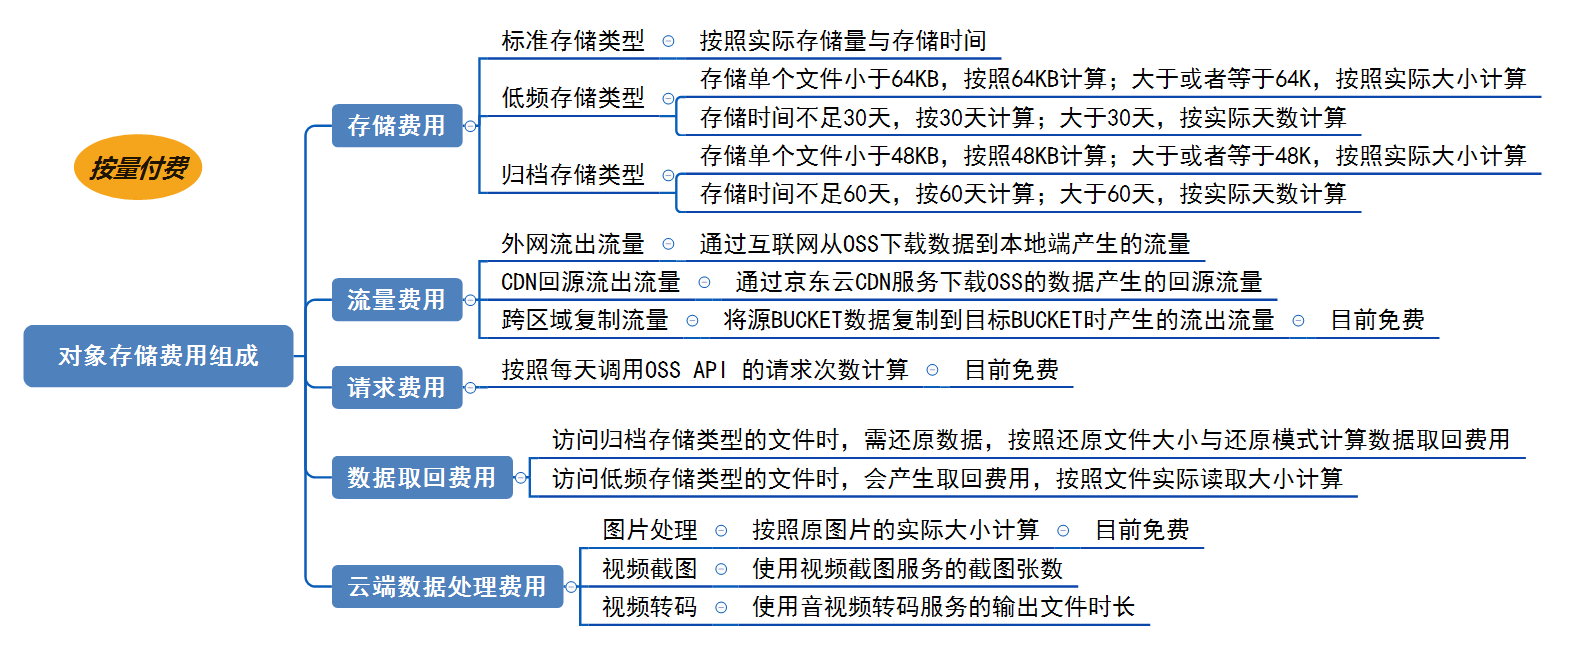 按量付费
对象存储费用组成
存储费用
标准存储类型
按照实际存储量与存储时间
低频存储类型
存储单个文件小于64KB，按照64KB计算；大于或者等于64K，按照实际大小计算
存储时间不足30天，按30天计算；大于30天，按实际天数计算
归档存储类型
存储单个文件小于48KB，按照48KB计算；大于或者等于48K，按照实际大小计算
存储时间不足60天，按60天计算；大于60天，按实际天数计算
流量费用
外网流出流量
通过互联网从OSS下载数据到本地端产生的流量
CDN回源流出流量
通过京东云CDN服务下载OSS的数据产生的回源流量
跨区域复制流量
将源BUCKET数据复制到目标BUCKET时产生的流出流量
目前免费
请求费用
按照每天调用OSS API 的请求次数计算
目前免费
数据取回费用
访问归档存储类型的文件时，需还原数据，按照还原文件大小与还原模式计算数据取回费用
访问低频存储类型的文件时，会产生取回费用，按照文件实际读取大小计算
云端数据处理费用
图片处理
按照原图片的实际大小计算
目前免费
视频截图
使用视频截图服务的截图张数
视频转码
使用音视频转码服务的输出文件时长